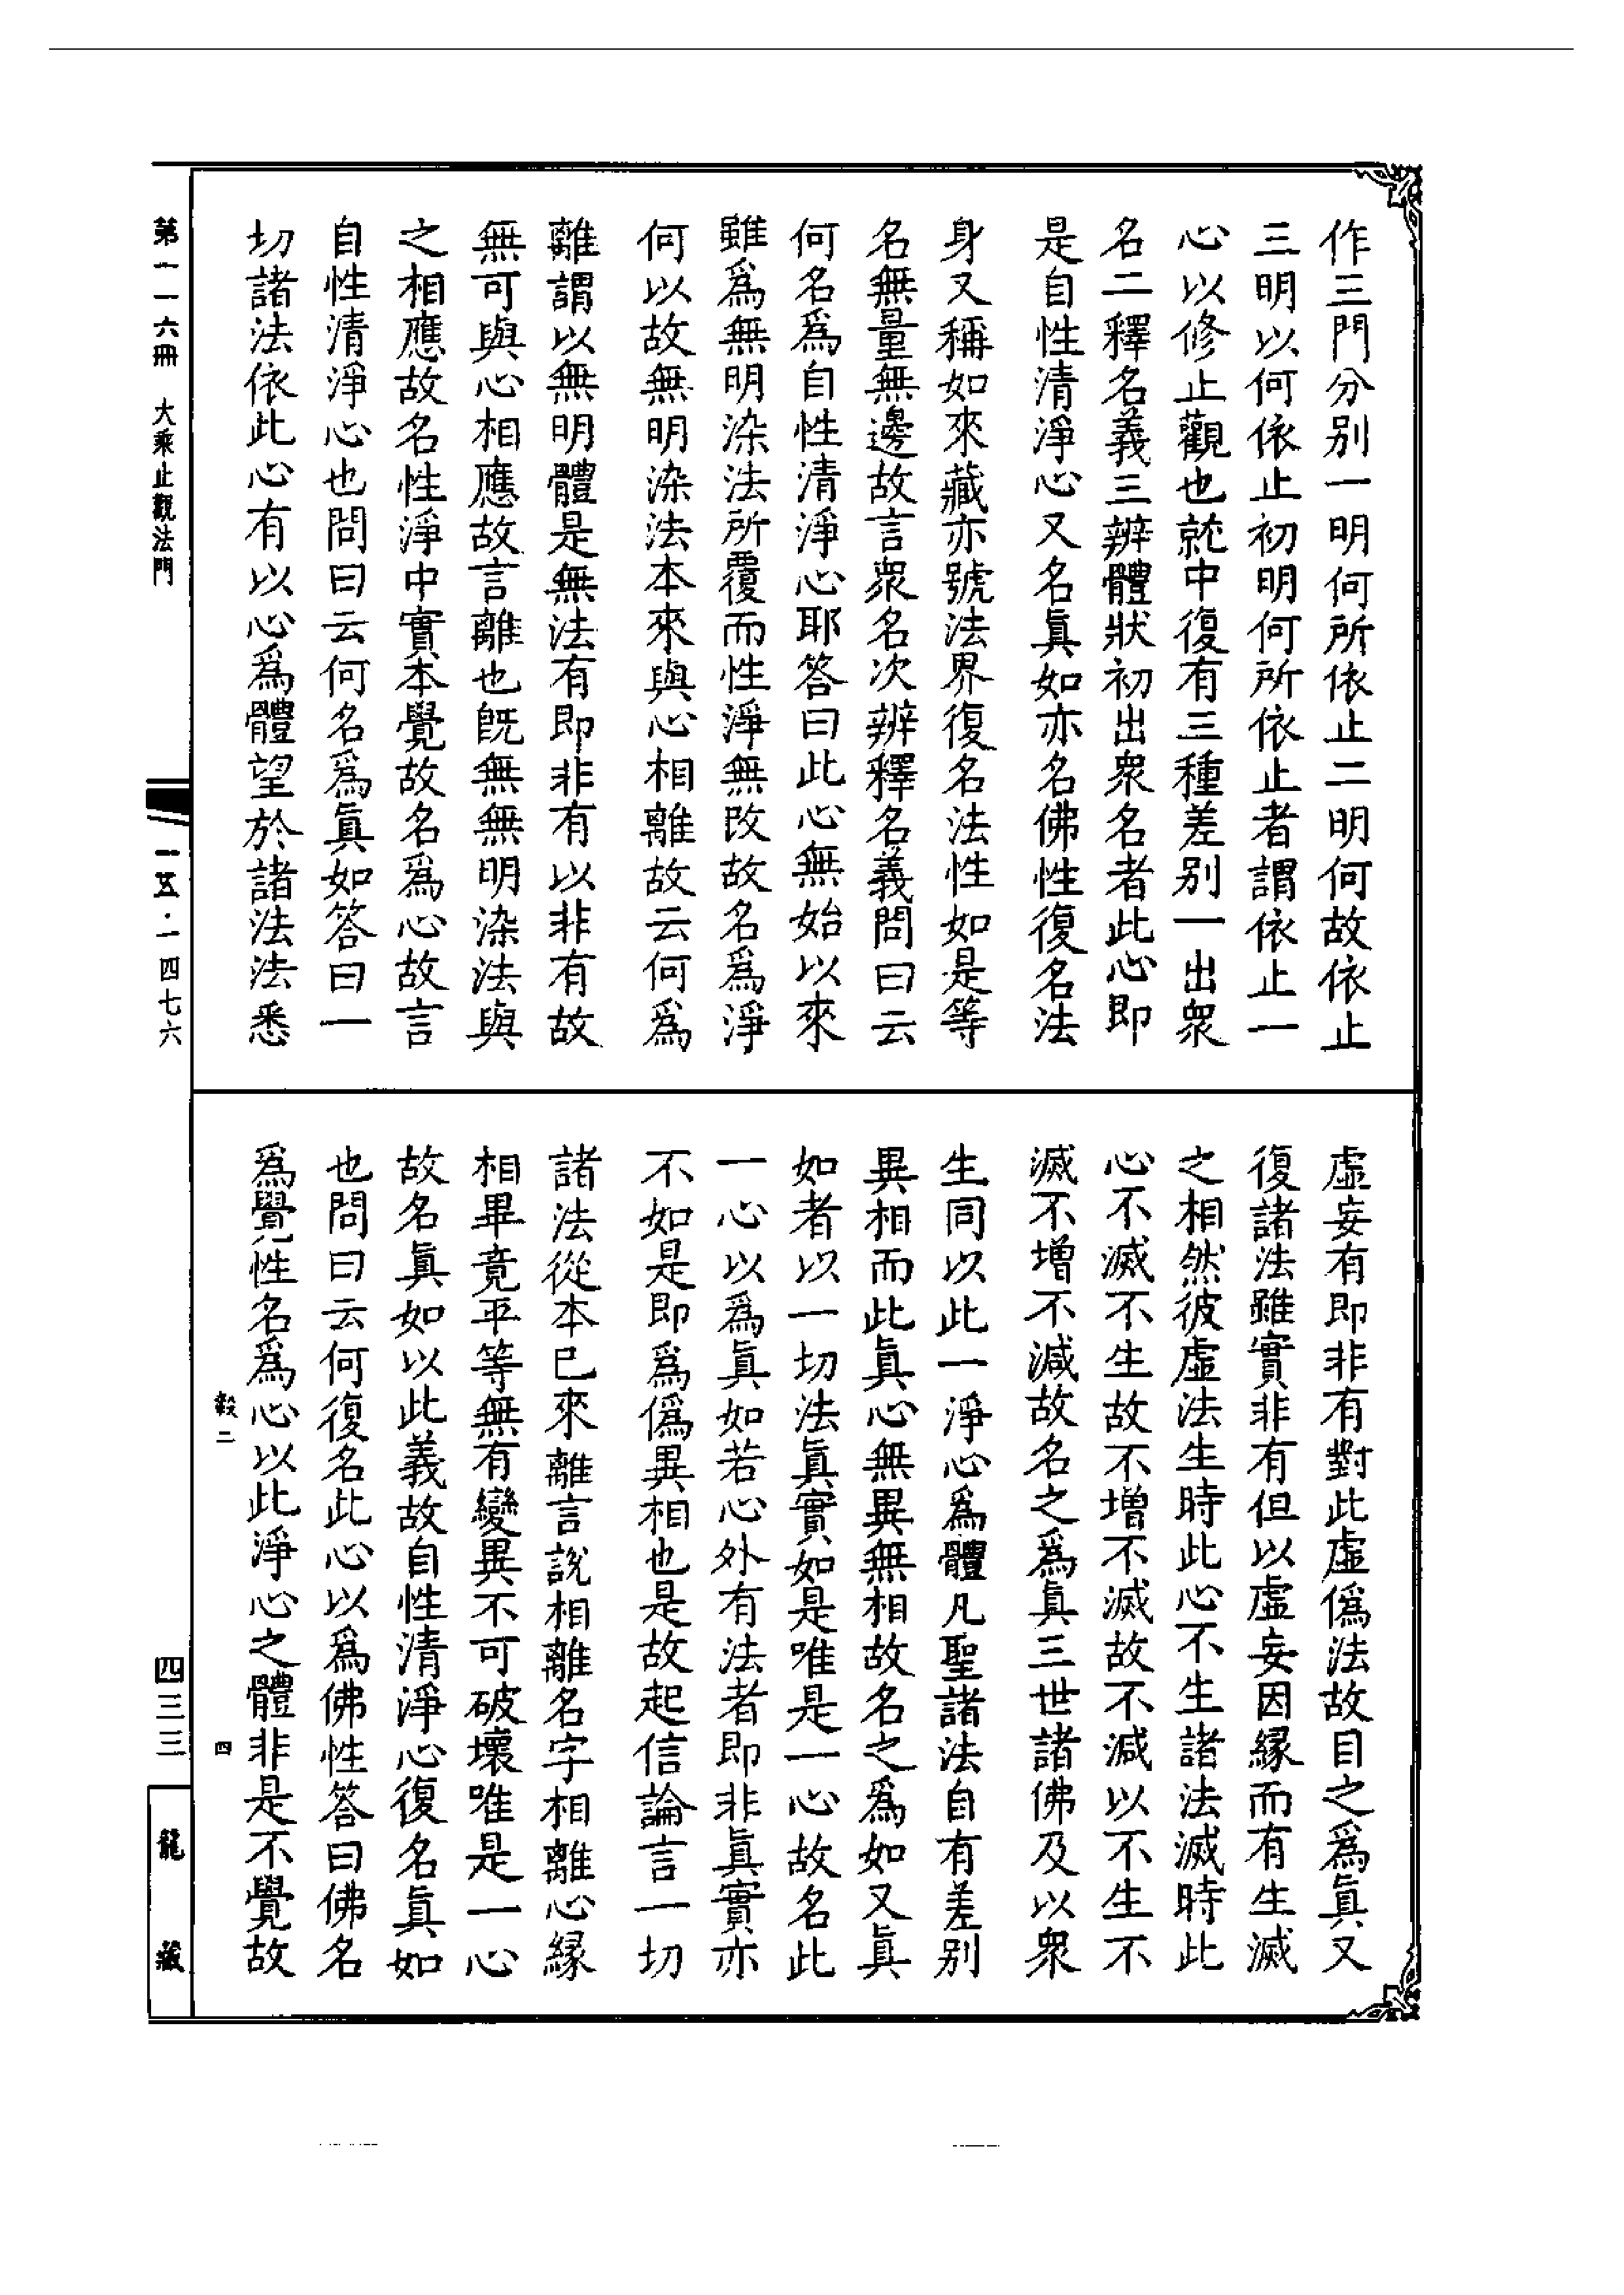 作三門分别一明何所依止二明何故依止
三明以何依止初明何所依止者謂依止一
心以修止觀也就中復有三種差别一出衆
名二釋名義三辨體狀初出衆名者此心即
是自性清淨心又名眞如亦名佛性復名法
身又稱如來藏亦號法界復名法性如是等
名無量無邊故言衆名次辨釋名義問曰云
何名爲自性清淨心耶答曰此心無始以來
雖爲無明染法所覆而性淨無改故名爲淨
何以故無明染法本來與心相離故云何爲
離謂以無明體是無法有即非有以非有故
無可與心相應故言離也旣無無明染法與
之相應故名性淨中實本覺故名爲心故言
自性清淨心也問曰云何名爲眞如答曰一
切諸法依此心有以心爲體望於諸法法悉
虛妄有即非有對此虛僞法故目之爲眞又
復諸法雖實非有但以虛妄因緣而有生滅
之相然彼虛法生時此心不生諸法滅時此
心不滅不生故不增不滅故不減以不生不
滅不增不減故名之爲眞三世諸佛及以衆
生同以此一淨心爲體凡聖諸法自有差别
異相而此眞心無異無相故名之爲如又眞
如者以一切法眞實如是唯是一心故名此
一心以爲眞如若心外有法者即非眞實亦
不如是即爲僞異相也是故起信論言一切
諸法從本已來離言說相離名字相離心緣
相畢竟平等無有變異不可破壞唯是一心
故名眞如以此義故自性清淨心復名眞如
也問曰云何復名此心以爲佛性答曰佛名
爲覺性名爲心以此淨心之體非是不覺故
穀二
四
第一一六冊 大乘止觀法門
一五·一四七六
四三三
龍藏